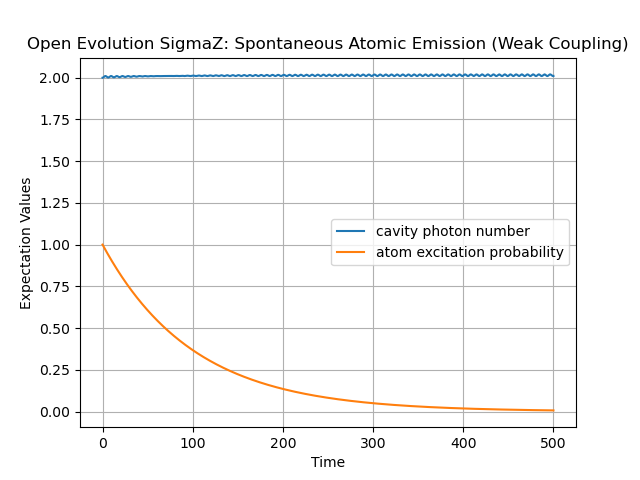 Open Evolution SigmaZ: Spontaneous Atomic Emission (Weak Coupling)
2.00
1.75
1.50
1.25
1.00
0.75
0.50
0.25
0.00
Expectation Values
cavity photon number
atom excitation probability
0 100 200 300 400 500
Time